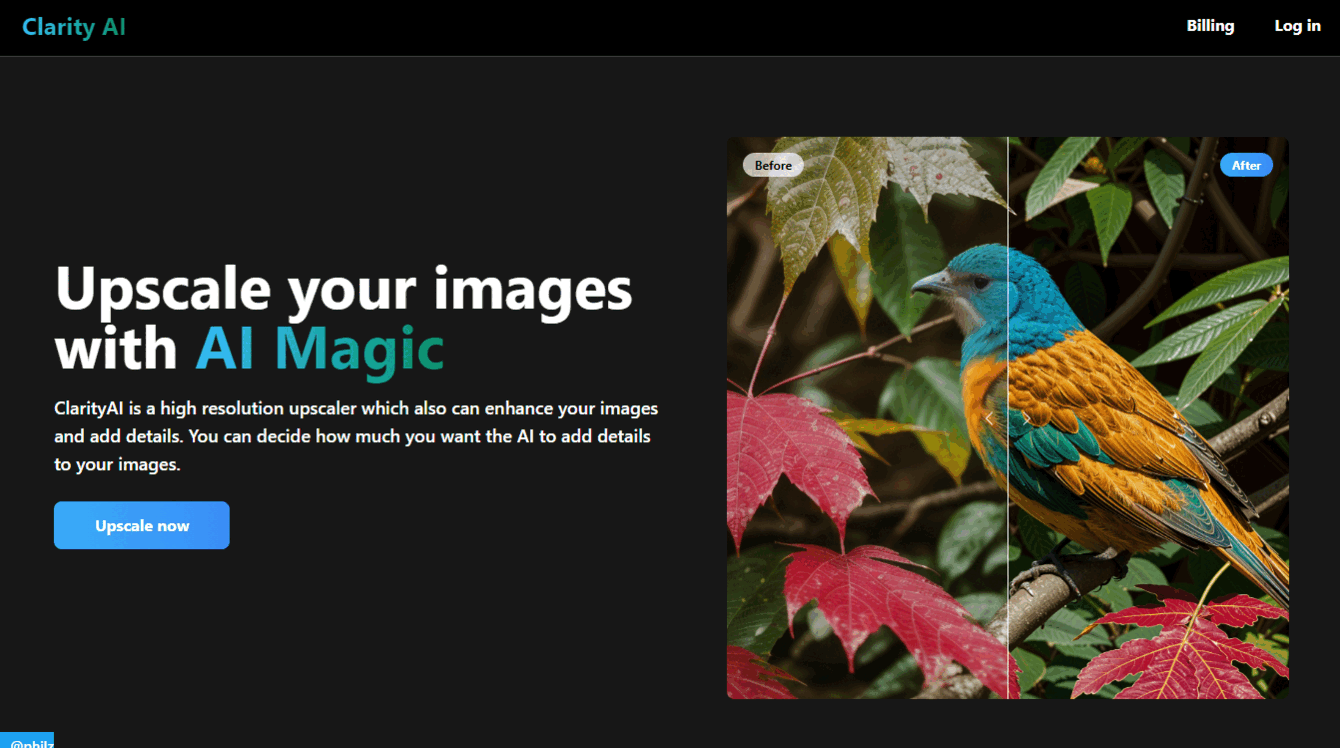 Clarity AI
Billing
Log in
Before
After
Upscale your images
with AI Magic
ClarityAI is a high resolution upscaler which also can enhance your images
and add details. You can decide how much you want the AI to add details
to your images.
Upscale now
@philz